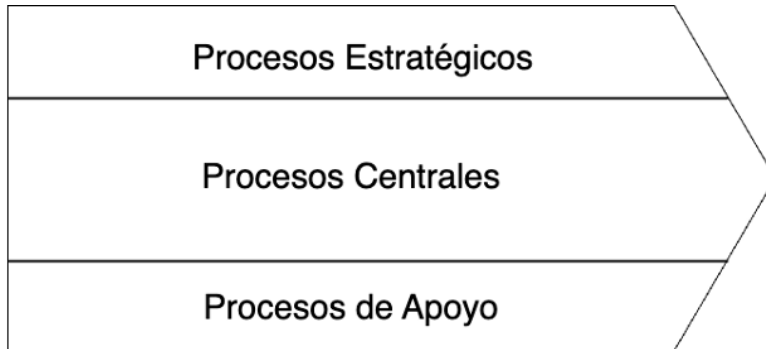 Procesos Estratégicos
Procesos Centrales
Procesos de Apoyo